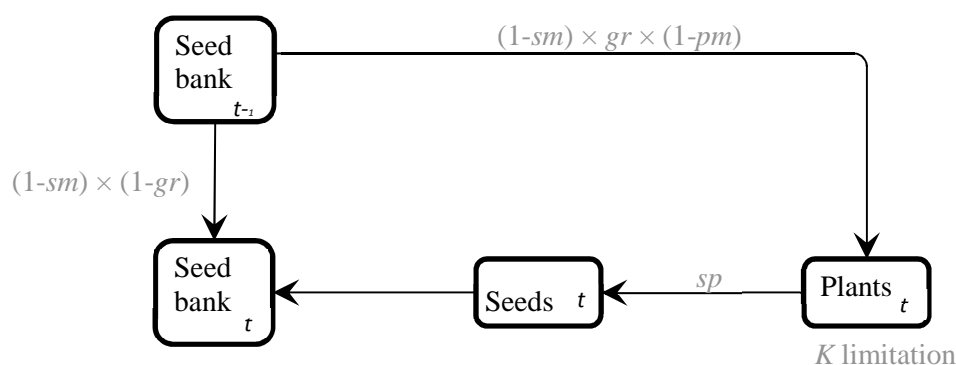 Seed
bank
t-1
(1-sm) × gr × (1-pm)
(1-sm) × (1-gr)
Seed
bank
t
Seeds t
sp
Plants t
K limitation